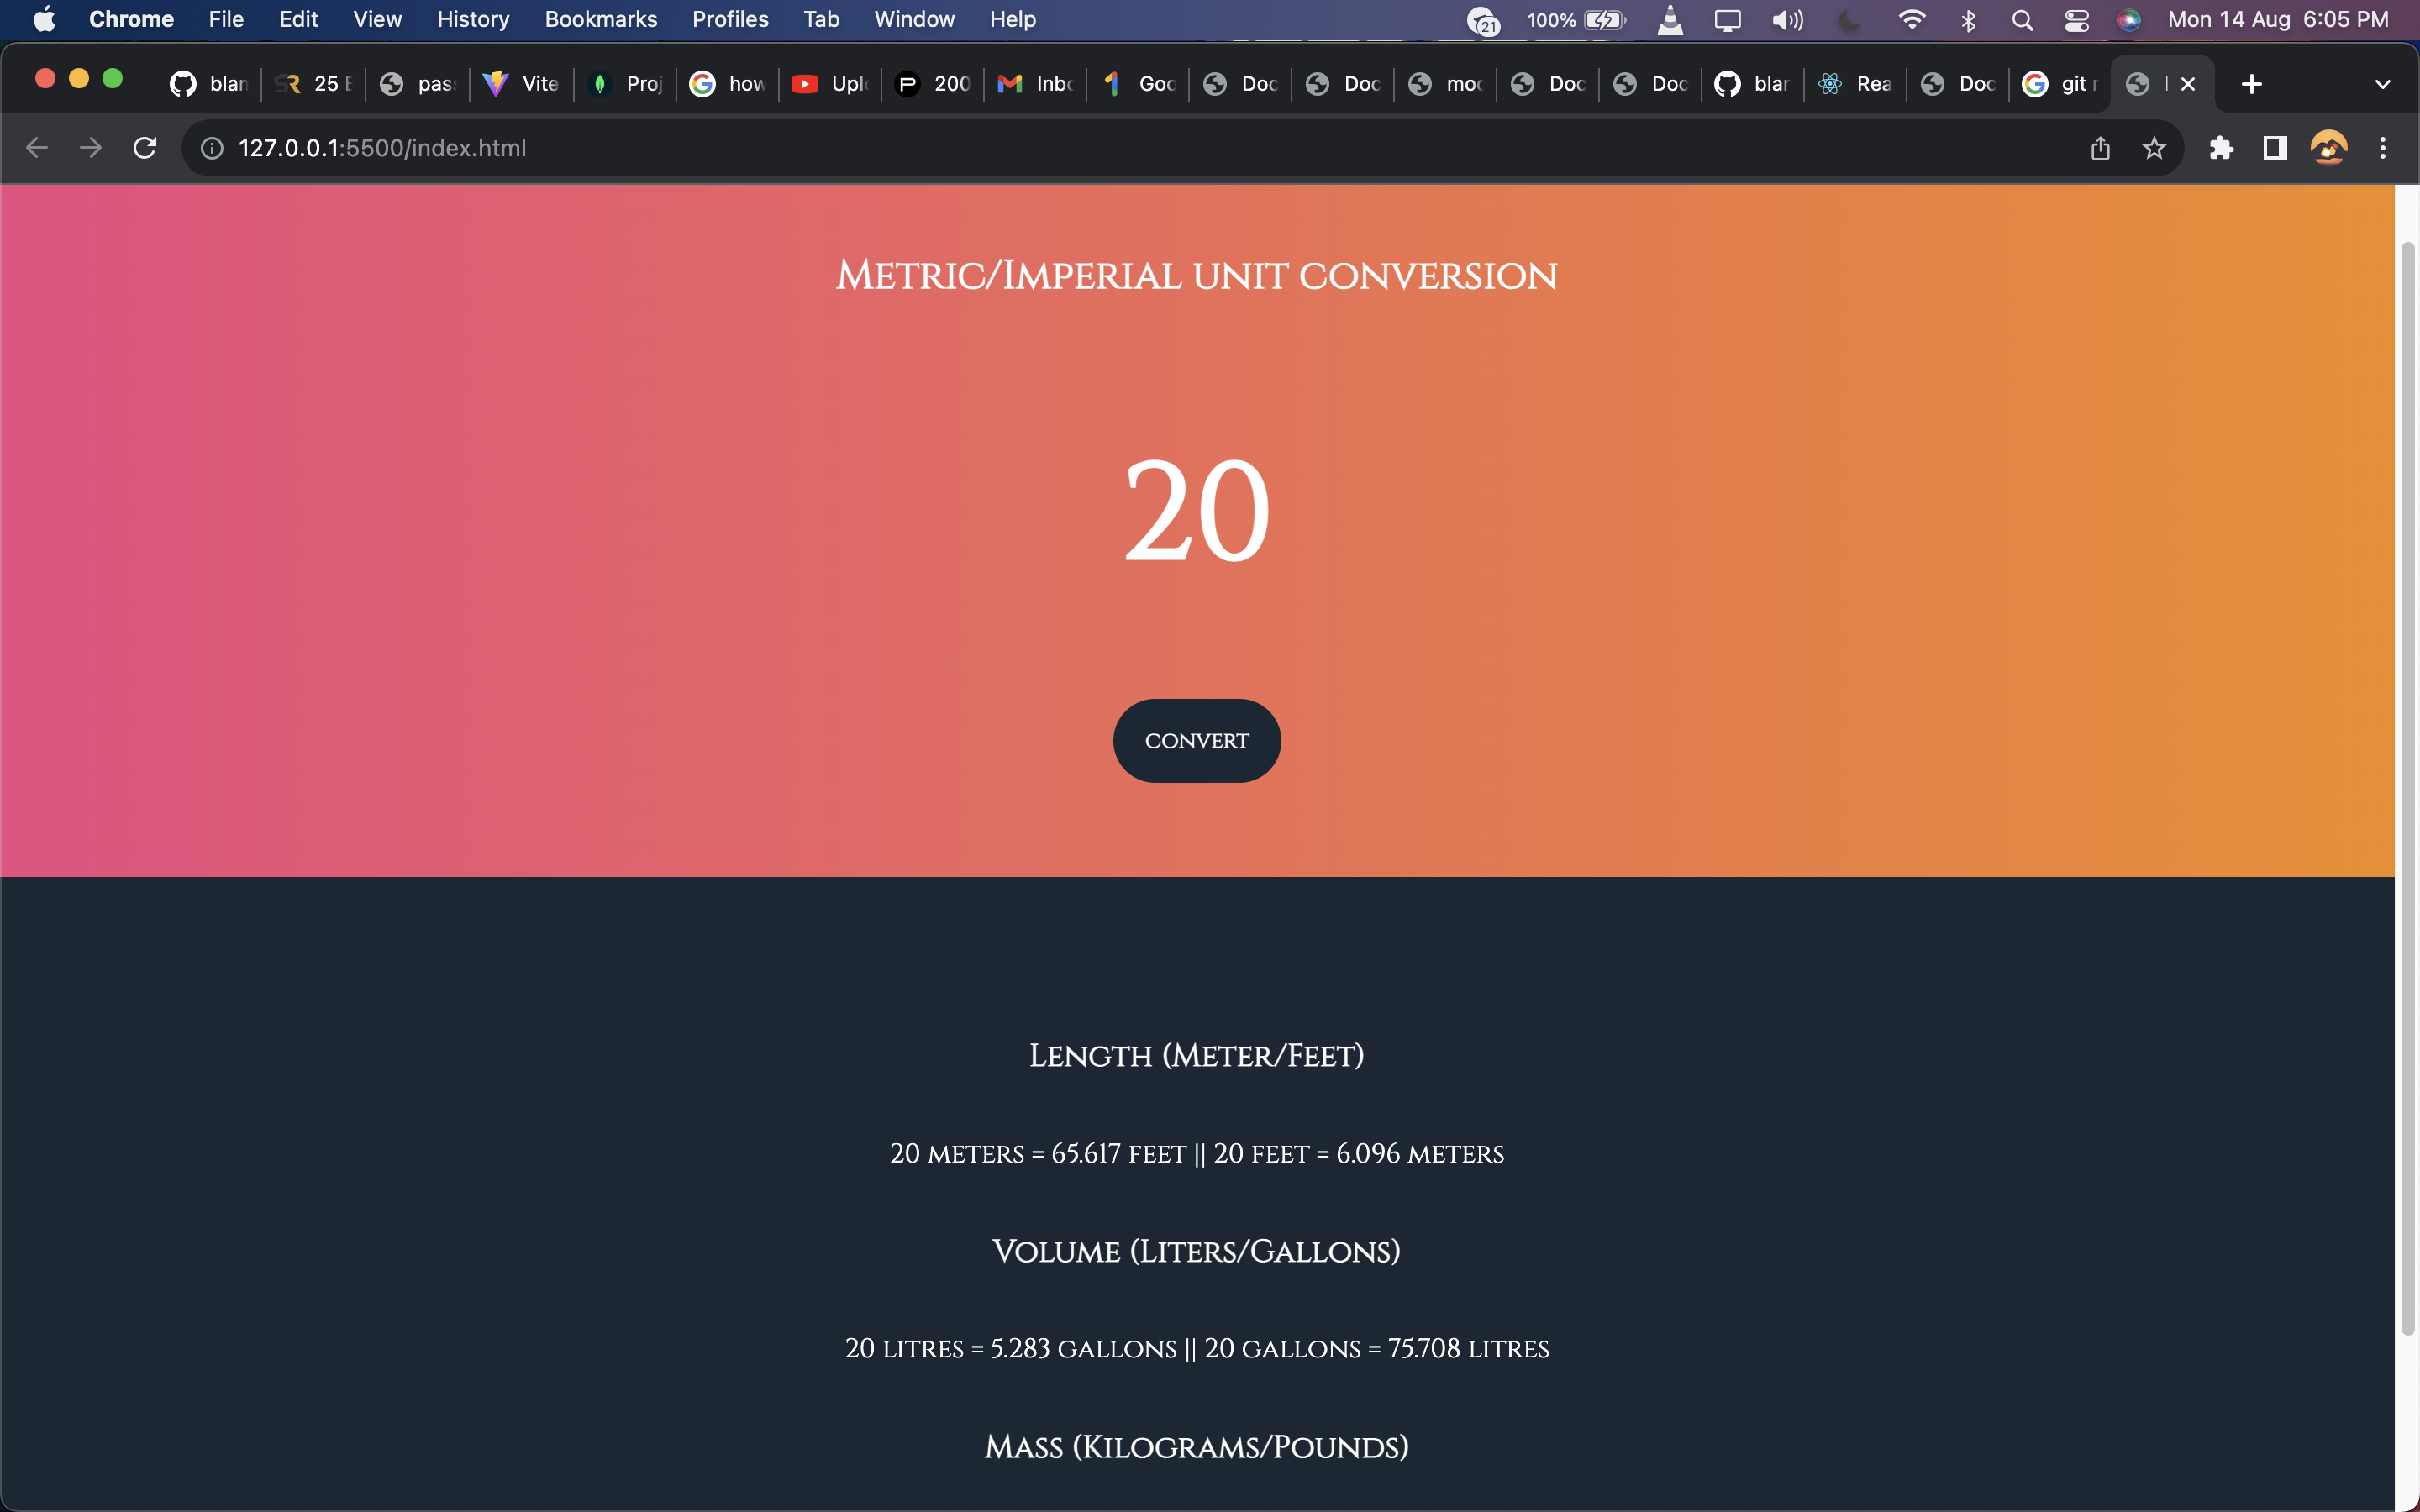 Chrome File Edit View History Bookmarks Profiles Tab Window Help 21 100% Mon 14 Aug 6:05 PM
blar 25 E pas Vite Proj how Upl 200 Inbo Goo Doc Doc mod Doc Doc blar Rea Doc git r
127.0.0.1:5500/index.html
Metric/Imperial unit conversion
20
convert
Length (Meter/Feet)
20 meters = 65.617 feet || 20 feet = 6.096 meters
Volume (Liters/Gallons)
20 litres = 5.283 gallons || 20 gallons = 75.708 litres
Mass (Kilograms/Pounds)